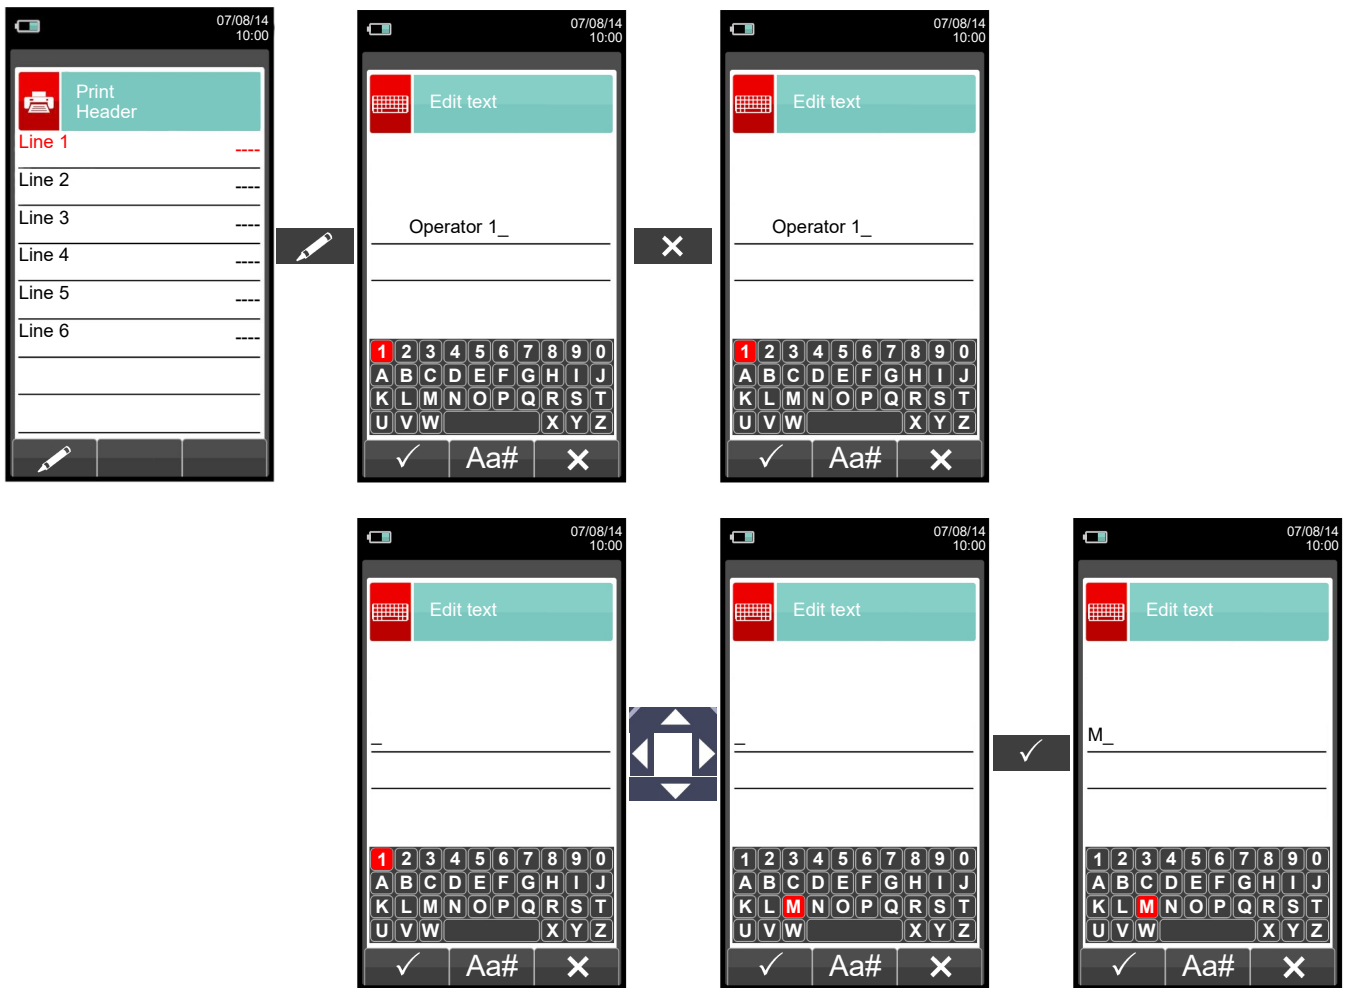 07/08/14
10:00
Print
Header
Line 1 ----
Line 2 ----
Line 3 ----
Line 4 ----
Line 5 ----
Line 6 ----
07/08/14
10:00
Edit text
Operator 1_
1 2 3 4 5 6 7 8 9 0
A B C D E F G H I J
K L M N O P Q R S T
U V W X Y Z
Aa#
07/08/14
10:00
Edit text
Operator 1_
1 2 3 4 5 6 7 8 9 0
A B C D E F G H I J
K L M N O P Q R S T
U V W X Y Z
Aa#
07/08/14
10:00
Edit text
_
1 2 3 4 5 6 7 8 9 0
A B C D E F G H I J
K L M N O P Q R S T
U V W X Y Z
Aa#
07/08/14
10:00
Edit text
_
1 2 3 4 5 6 7 8 9 0
A B C D E F G H I J
K L M N O P Q R S T
U V W X Y Z
Aa#
07/08/14
10:00
Edit text
M_
1 2 3 4 5 6 7 8 9 0
A B C D E F G H I J
K L M N O P Q R S T
U V W X Y Z
Aa#